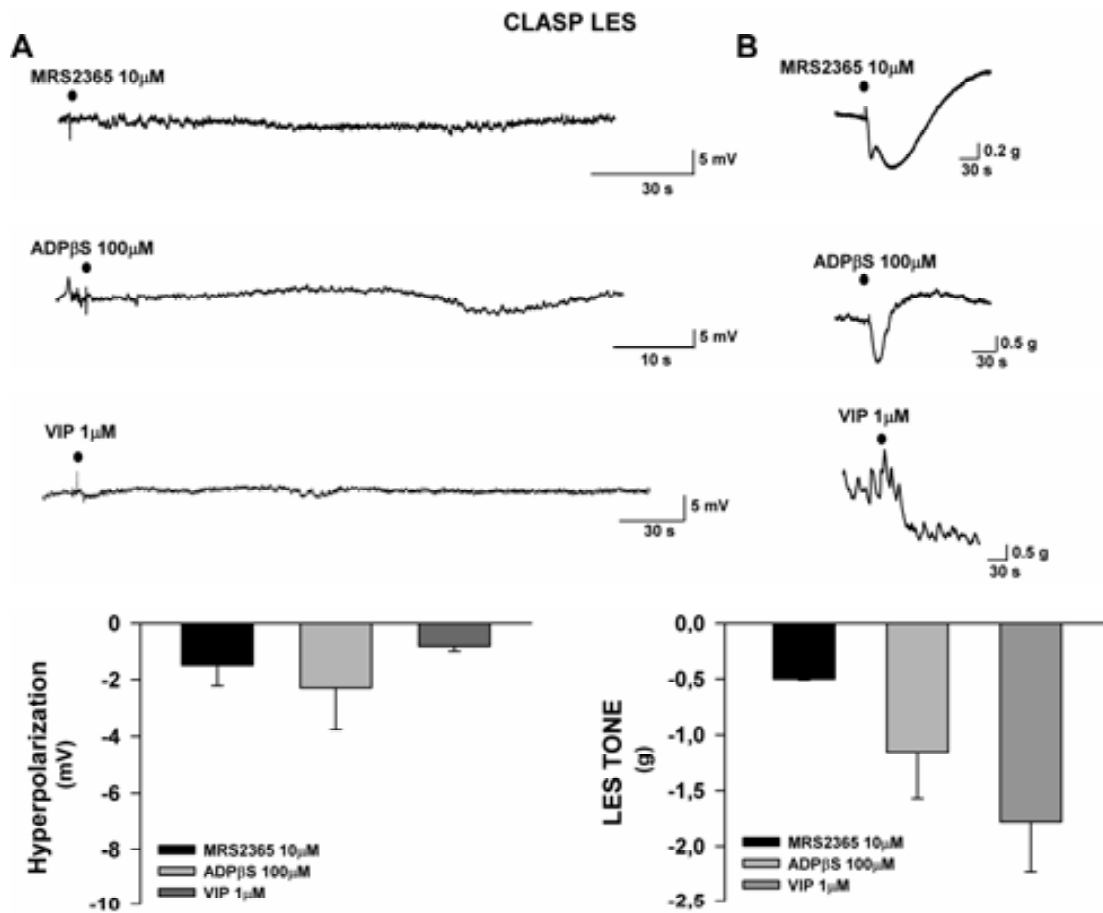 CLASP LES
A
MRS2365 10µM
5 mV
30 s
ADPβS 100µM
5 mV
10 s
VIP 1µM
5 mV
30 s
B
MRS2365 10µM
0.2 g
30 s
ADPβS 100µM
0.5 g
30 s
VIP 1µM
0.5 g
30 s
Hyperpolarization
(mV)
0
-2
-4
-6
-8
-10
MRS2365 10µM
ADPβS 100µM
VIP 1µM
LES TONE
(g)
0,0
-0,5
-1,0
-1,5
-2,0
-2,5
MRS2365 10µM
ADPβS 100µM
VIP 1µM